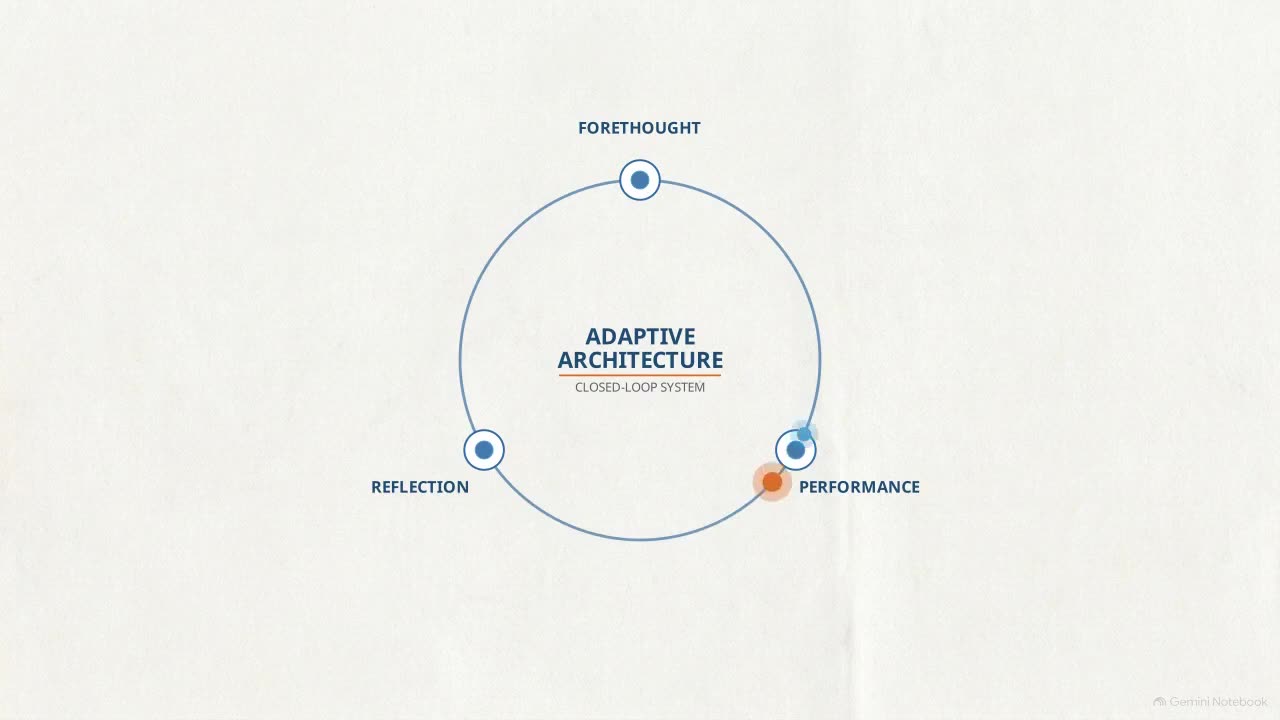 FORETHOUGHT
ADAPTIVE
ARCHITECTURE
CLOSED-LOOP SYSTEM
REFLECTION
PERFORMANCE
Gemini Notebook